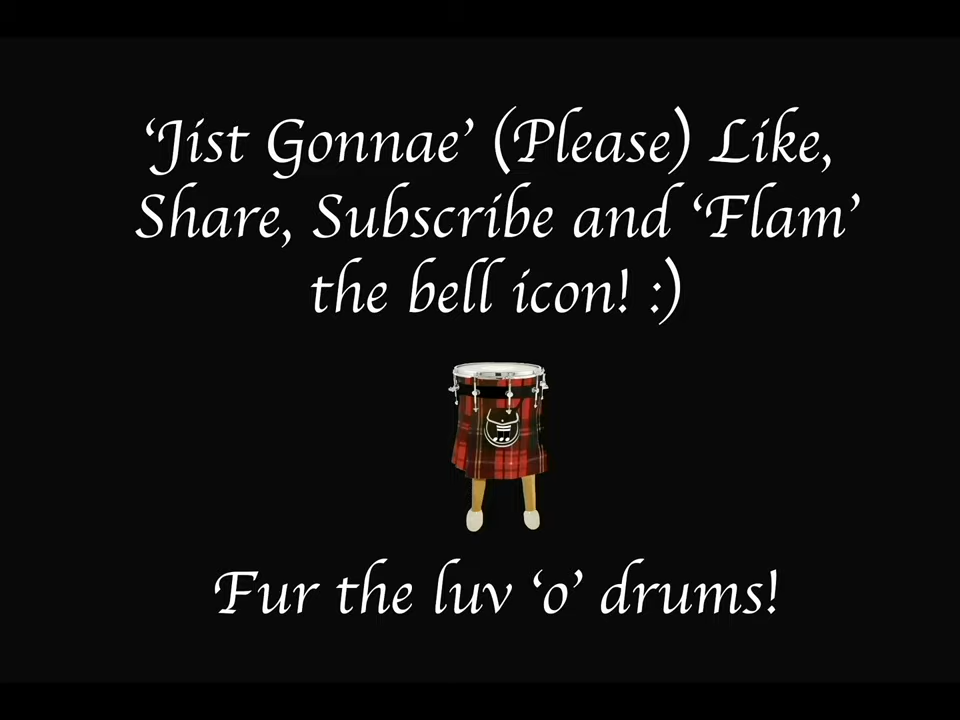 ‘Jist Gonnae’ (Please) Like,
Share, Subscribe and ‘Flam’
the bell icon! :)
Fur the luv ‘o’ drums!